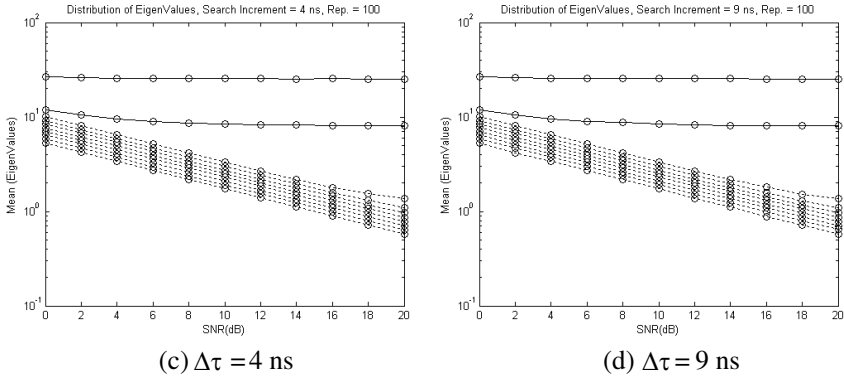 Distribution of EigenValues, Search Increment = 4 ns, Rep. = 100
10^2
10^1
10^0
10^-1
Mean (EigenValues)
0 2 4 6 8 10 12 14 16 18 20
SNR(dB)
(c) Δτ = 4 ns
Distribution of EigenValues, Search Increment = 9 ns, Rep. = 100
10^2
10^1
10^0
10^-1
Mean (EigenValues)
0 2 4 6 8 10 12 14 16 18 20
SNR(dB)
(d) Δτ = 9 ns